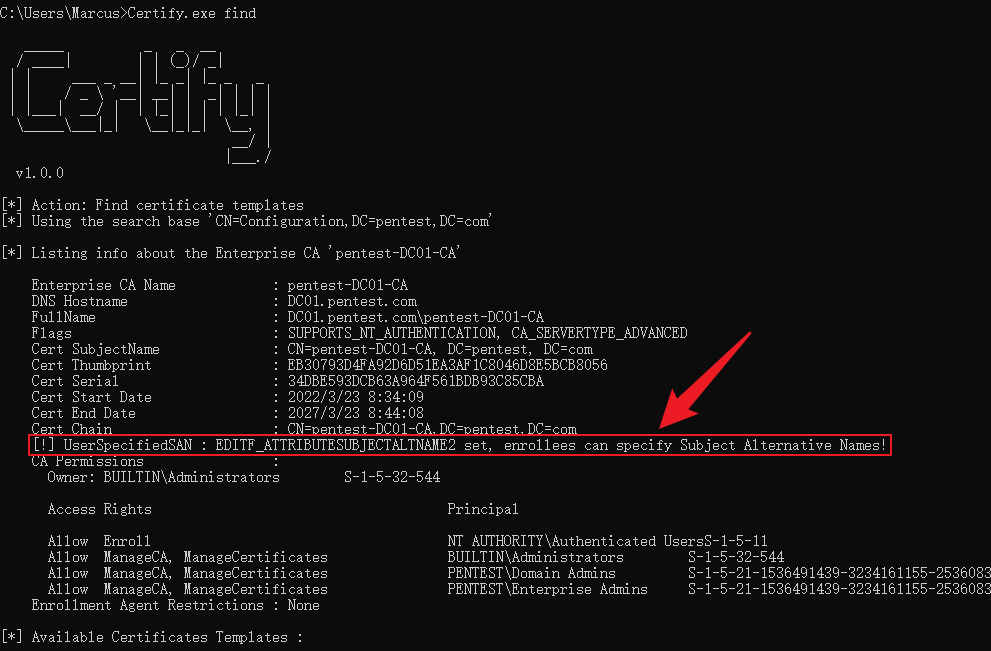 C:\Users\Marcus>Certify.exe find
Certify
v1.0.0
[*] Action: Find certificate templates
[*] Using the search base 'CN=Configuration,DC=pentest,DC=com'
[*] Listing info about the Enterprise CA 'pentest-DC01-CA'
Enterprise CA Name : pentest-DC01-CA
DNS Hostname : DC01.pentest.com
FullName : DC01.pentest.com\pentest-DC01-CA
Flags : SUPPORTS_NT_AUTHENTICATION, CA_SERVERTYPE_ADVANCED
Cert SubjectName : CN=pentest-DC01-CA, DC=pentest, DC=com
Cert Thumbprint : EB30793D4FA92D6D51EA3AF1C8046D8E5BCB8056
Cert Serial : 34DBE593DCB63A964F561BDB93C85CBA
Cert Start Date : 2022/3/23 8:34:09
Cert End Date : 2027/3/23 8:44:08
Cert Chain : CN=pentest-DC01-CA,DC=pentest,DC=com
[!] UserSpecifiedSAN : EDITF_ATTRIBUTESUBJECTALTNAME2 set, enrollees can specify Subject Alternative Names!
CA Permissions :
Owner: BUILTIN\Administrators S-1-5-32-544
Access Rights Principal
Allow Enroll NT AUTHORITY\Authenticated UsersS-1-5-11
Allow ManageCA, ManageCertificates BUILTIN\Administrators S-1-5-32-544
Allow ManageCA, ManageCertificates PENTEST\Domain Admins S-1-5-21-1536491439-3234161155-2536083
Allow ManageCA, ManageCertificates PENTEST\Enterprise Admins S-1-5-21-1536491439-3234161155-2536083
Enrollment Agent Restrictions : None
[*] Available Certificates Templates :